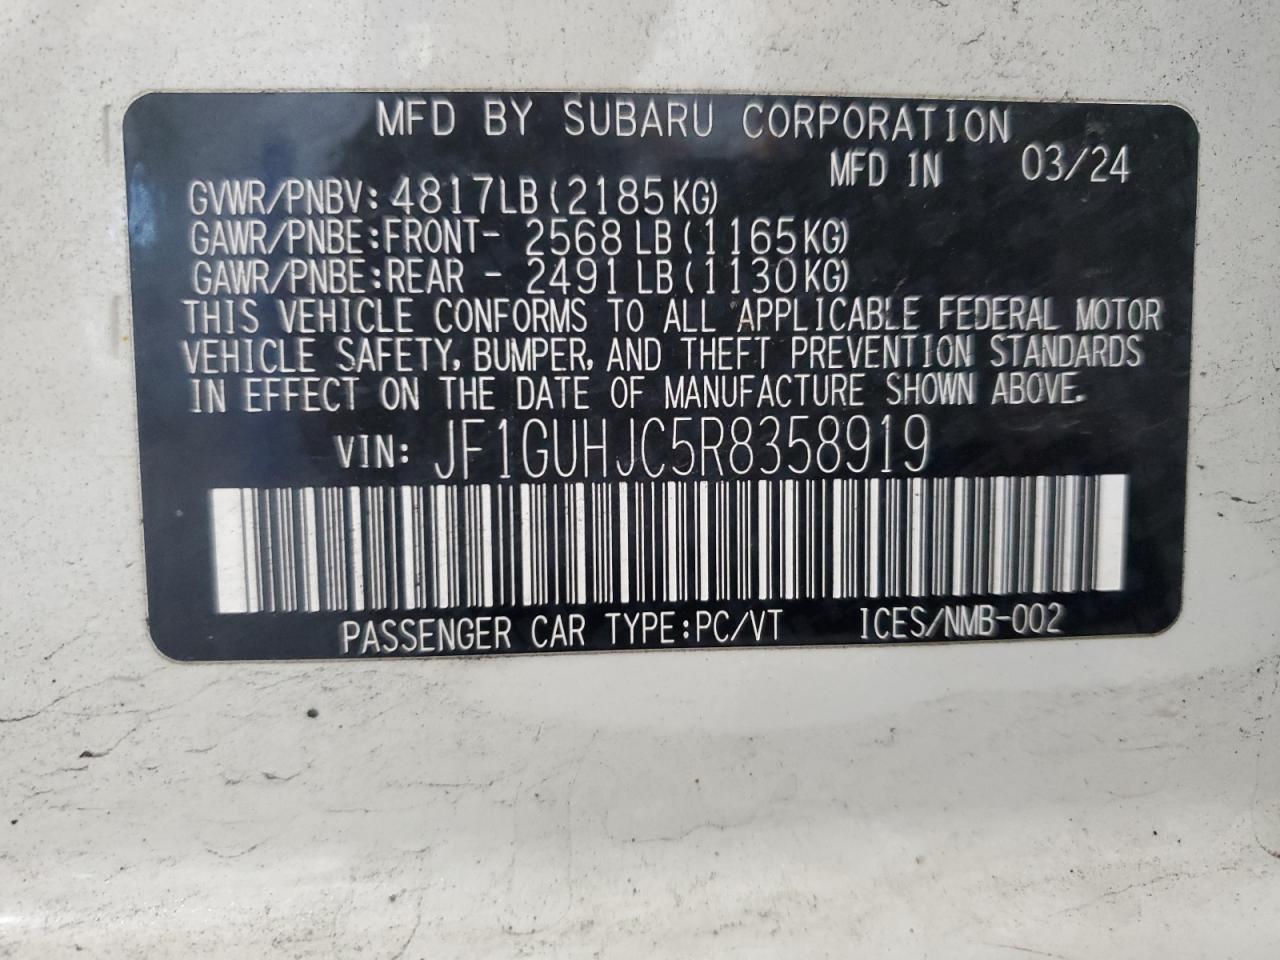 MFD BY SUBARU CORPORATION
MFD IN 03/24
GVWR/PNBV: 4817LB(2185KG)
GAWR/PNBE:FRONT- 2568 LB(1165KG)
GAWR/PNBE:REAR - 2491 LB(1130KG)
THIS VEHICLE CONFORMS TO ALL APPLICABLE FEDERAL MOTOR
VEHICLE SAFETY, BUMPER, AND THEFT PREVENTION STANDARDS
IN EFFECT ON THE DATE OF MANUFACTURE SHOWN ABOVE.
VIN: JF1GUHJC5R8358919
PASSENGER CAR TYPE:PC/VT ICES/NMB-002